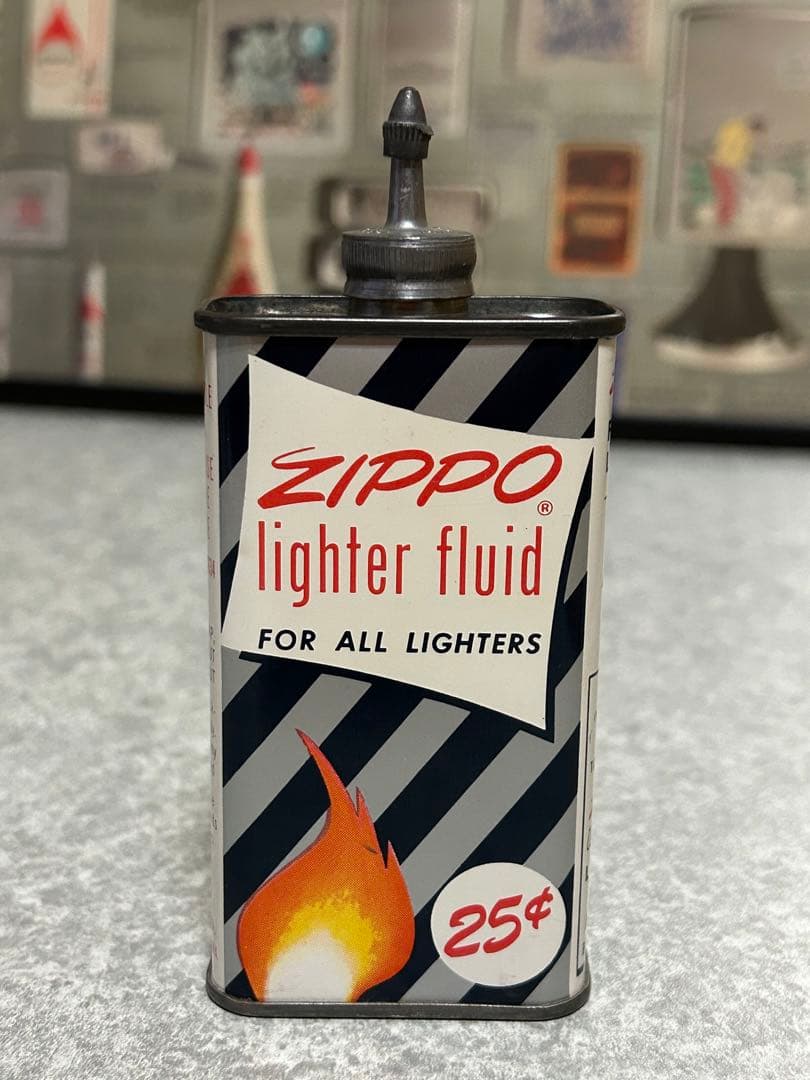 ZIPPO®
lighter fluid
FOR ALL LIGHTERS
25¢